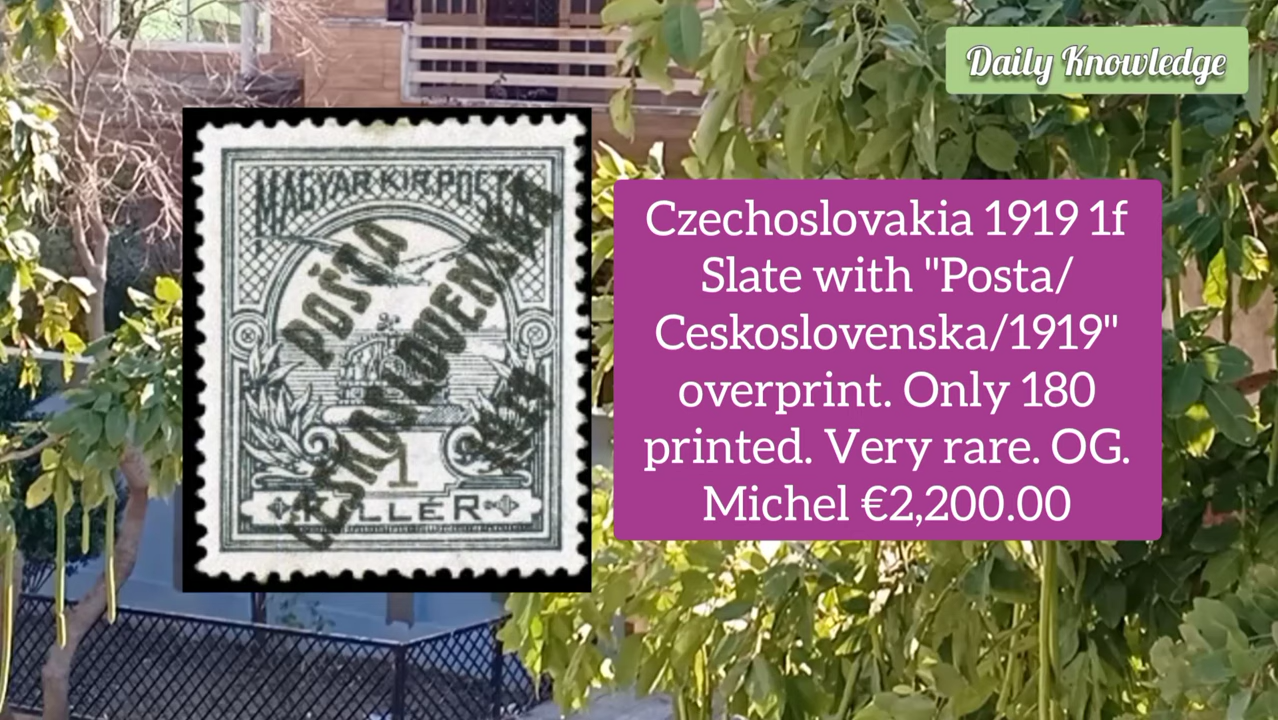 Daily Knowledge
MAGYAR KIR. POSTA
POŠTA
ČESKOSLOVENSKÁ
1919
1
FILLÉR
Czechoslovakia 1919 1f
Slate with "Posta/
Ceskoslovenska/1919"
overprint. Only 180
printed. Very rare. OG.
Michel €2,200.00